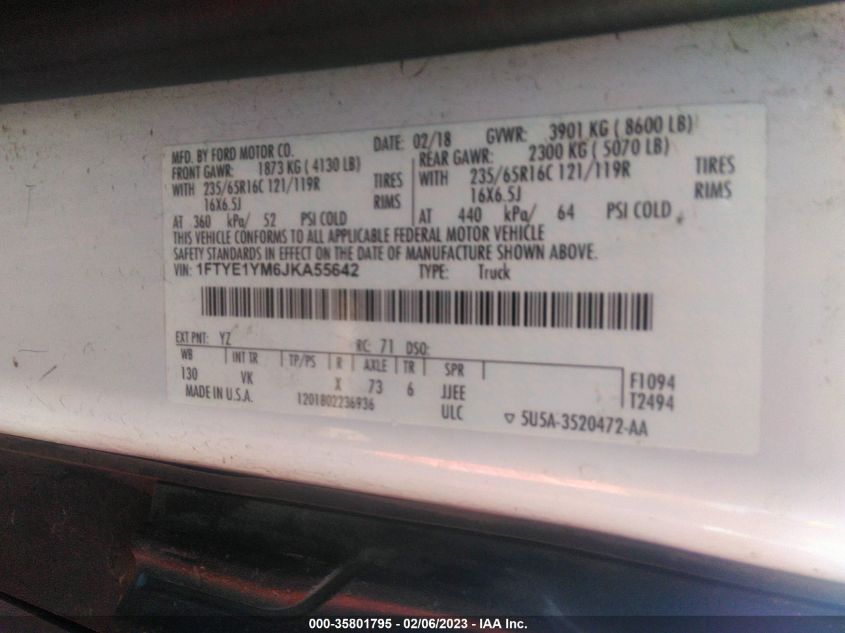 MFD. BY FORD MOTOR CO. DATE: 02/18 GVWR: 3901 KG ( 8600 LB)
FRONT GAWR: 1873 KG ( 4130 LB) REAR GAWR: 2300 KG ( 5070 LB)
WITH 235/65R16C 121/119R TIRES WITH 235/65R16C 121/119R TIRES
16X6.5J RIMS 16X6.5J RIMS
AT 360 kPa/ 52 PSI COLD AT 440 kPa/ 64 PSI COLD
THIS VEHICLE CONFORMS TO ALL APPLICABLE FEDERAL MOTOR VEHICLE
SAFETY STANDARDS IN EFFECT ON THE DATE OF MANUFACTURE SHOWN ABOVE.
VIN: 1FTYE1YM6JKA55642 TYPE: Truck
EXT PNT: YZ RC: 71 DSO:
WB INT TR TP/PS R AXLE TR SPR
130 VK X 73 6 JJEE F1094
MADE IN U.S.A. 1201802236936 ULC T2494
▽ 5U5A-3520472-AA
000-35801795 - 02/06/2023 - IAA Inc.